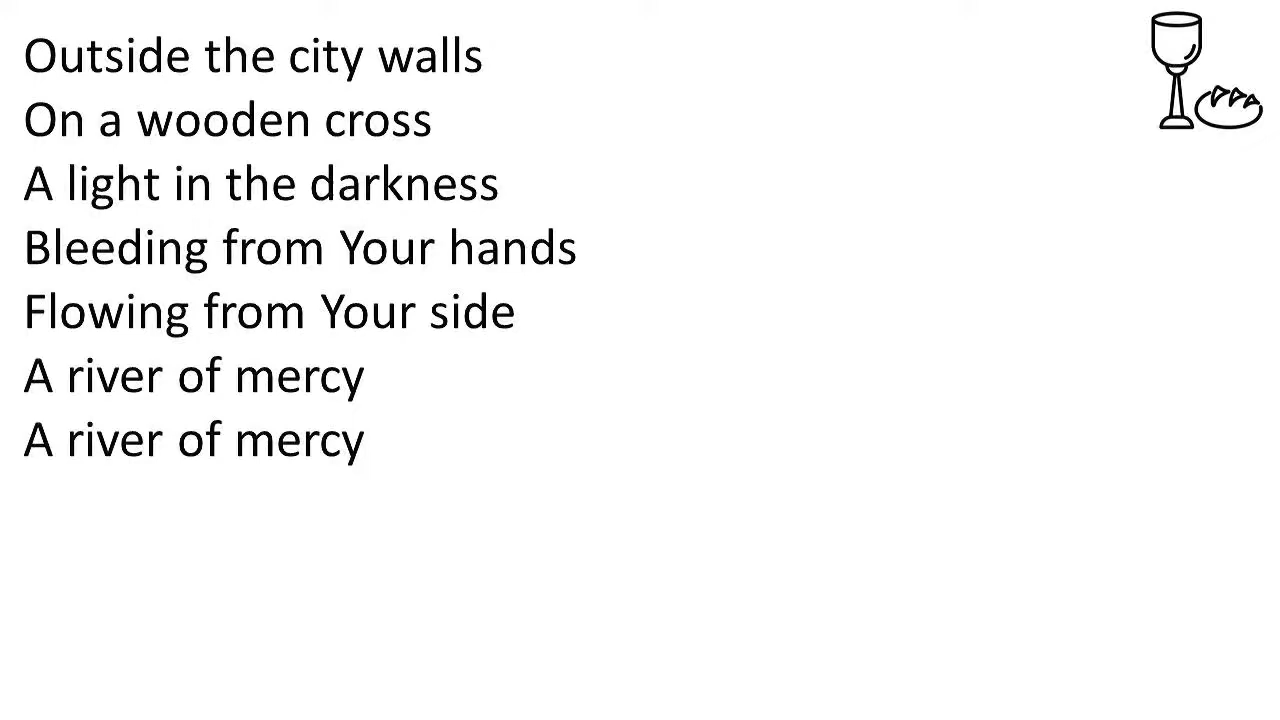 Outside the city walls
On a wooden cross
A light in the darkness
Bleeding from Your hands
Flowing from Your side
A river of mercy
A river of mercy